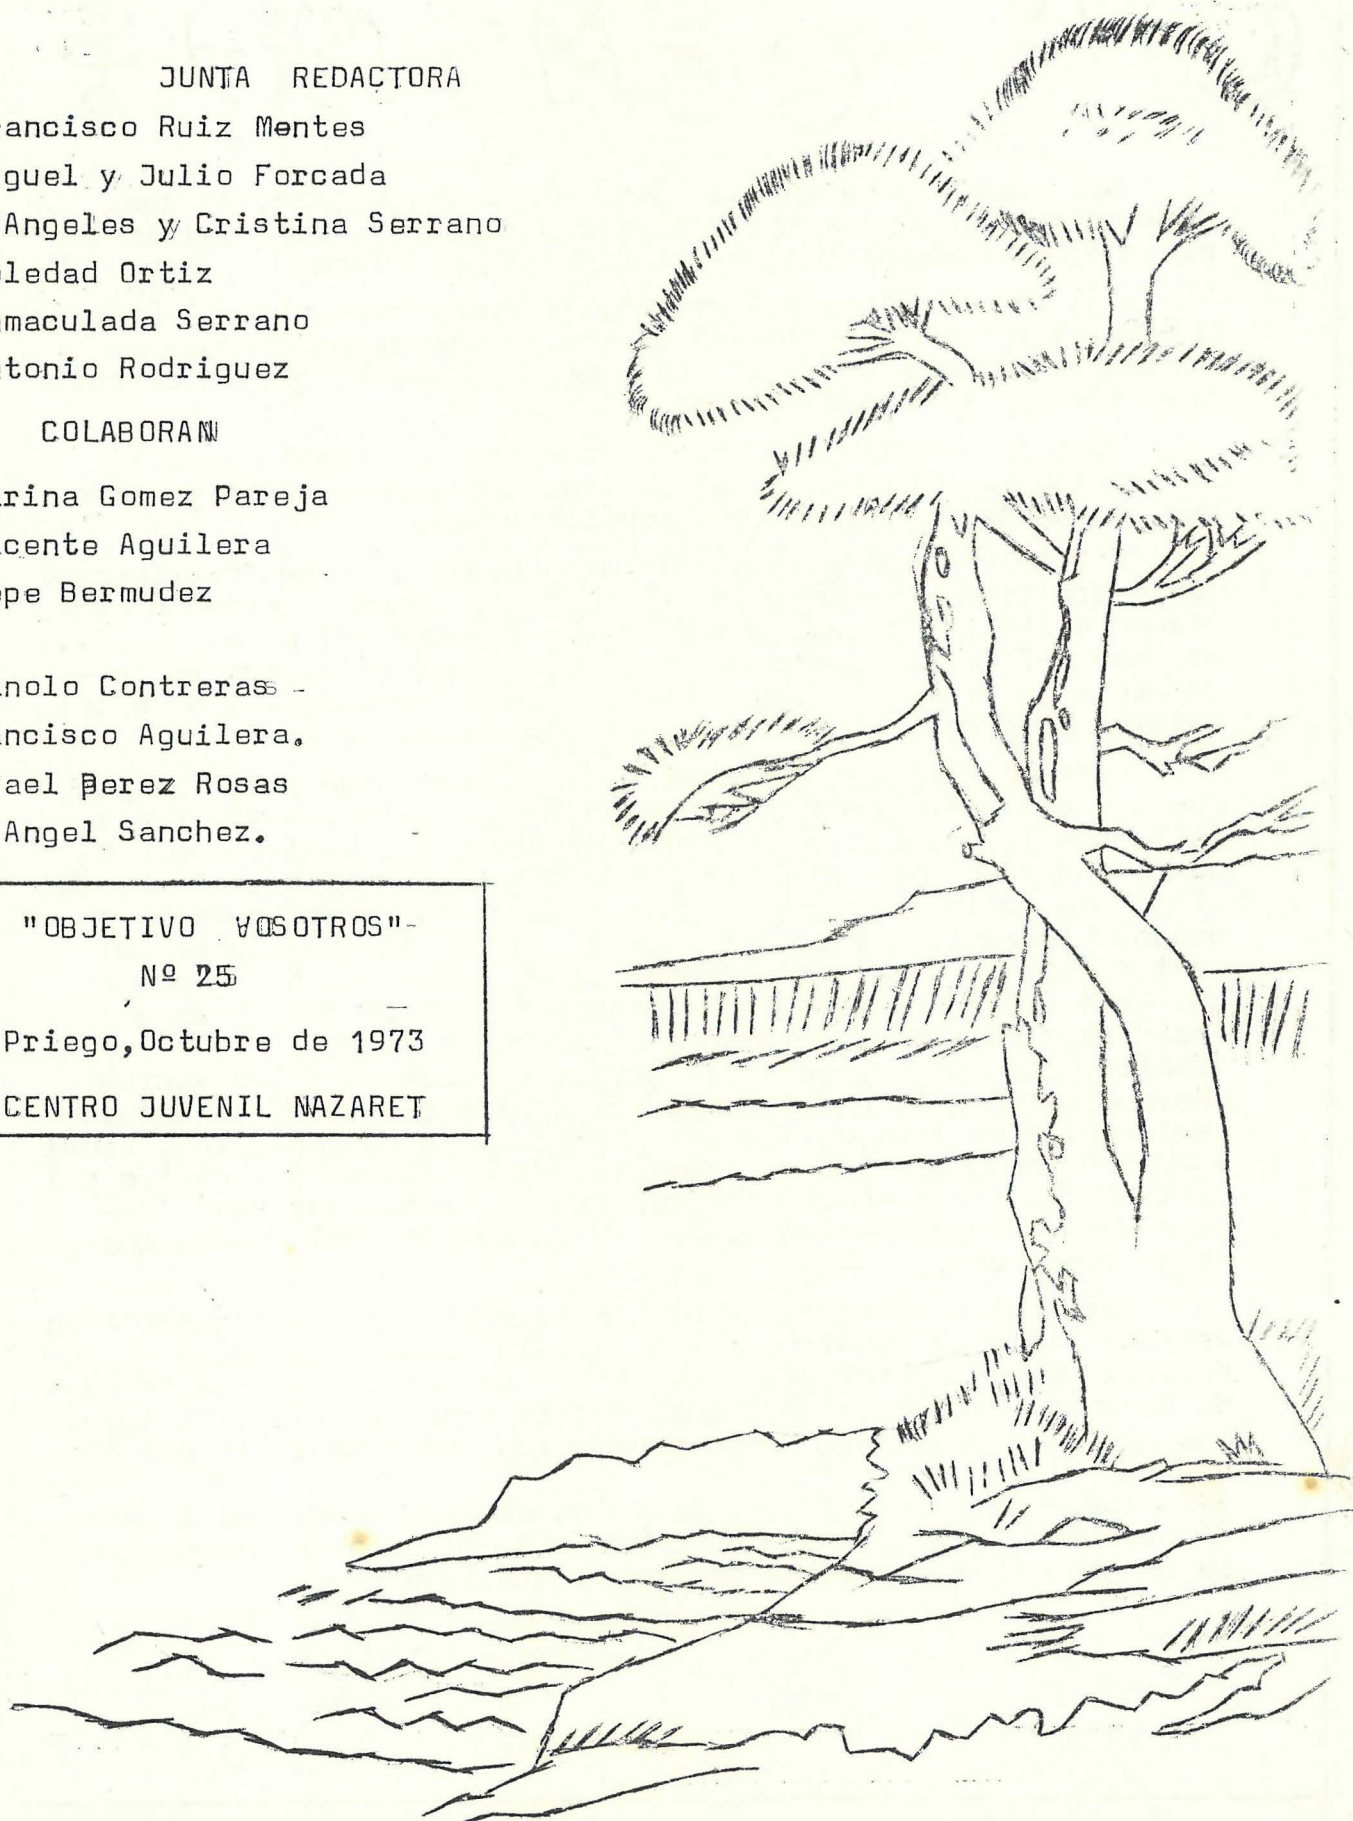 JUNTA REDACTORA
ancisco Ruiz Montes
guel y Julio Forcada
Angeles y Cristina Serrano
ledad Ortiz
maculada Serrano
tonio Rodriguez
COLABORAN
rina Gomez Pareja
cente Aguilera
pe Bermudez
nolo Contreras -
ncisco Aguilera.
ael Perez Rosas
Angel Sanchez.
"OBJETIVO VOSOTROS"-
Nº 25
Priego,Octubre de 1973
CENTRO JUVENIL NAZARET